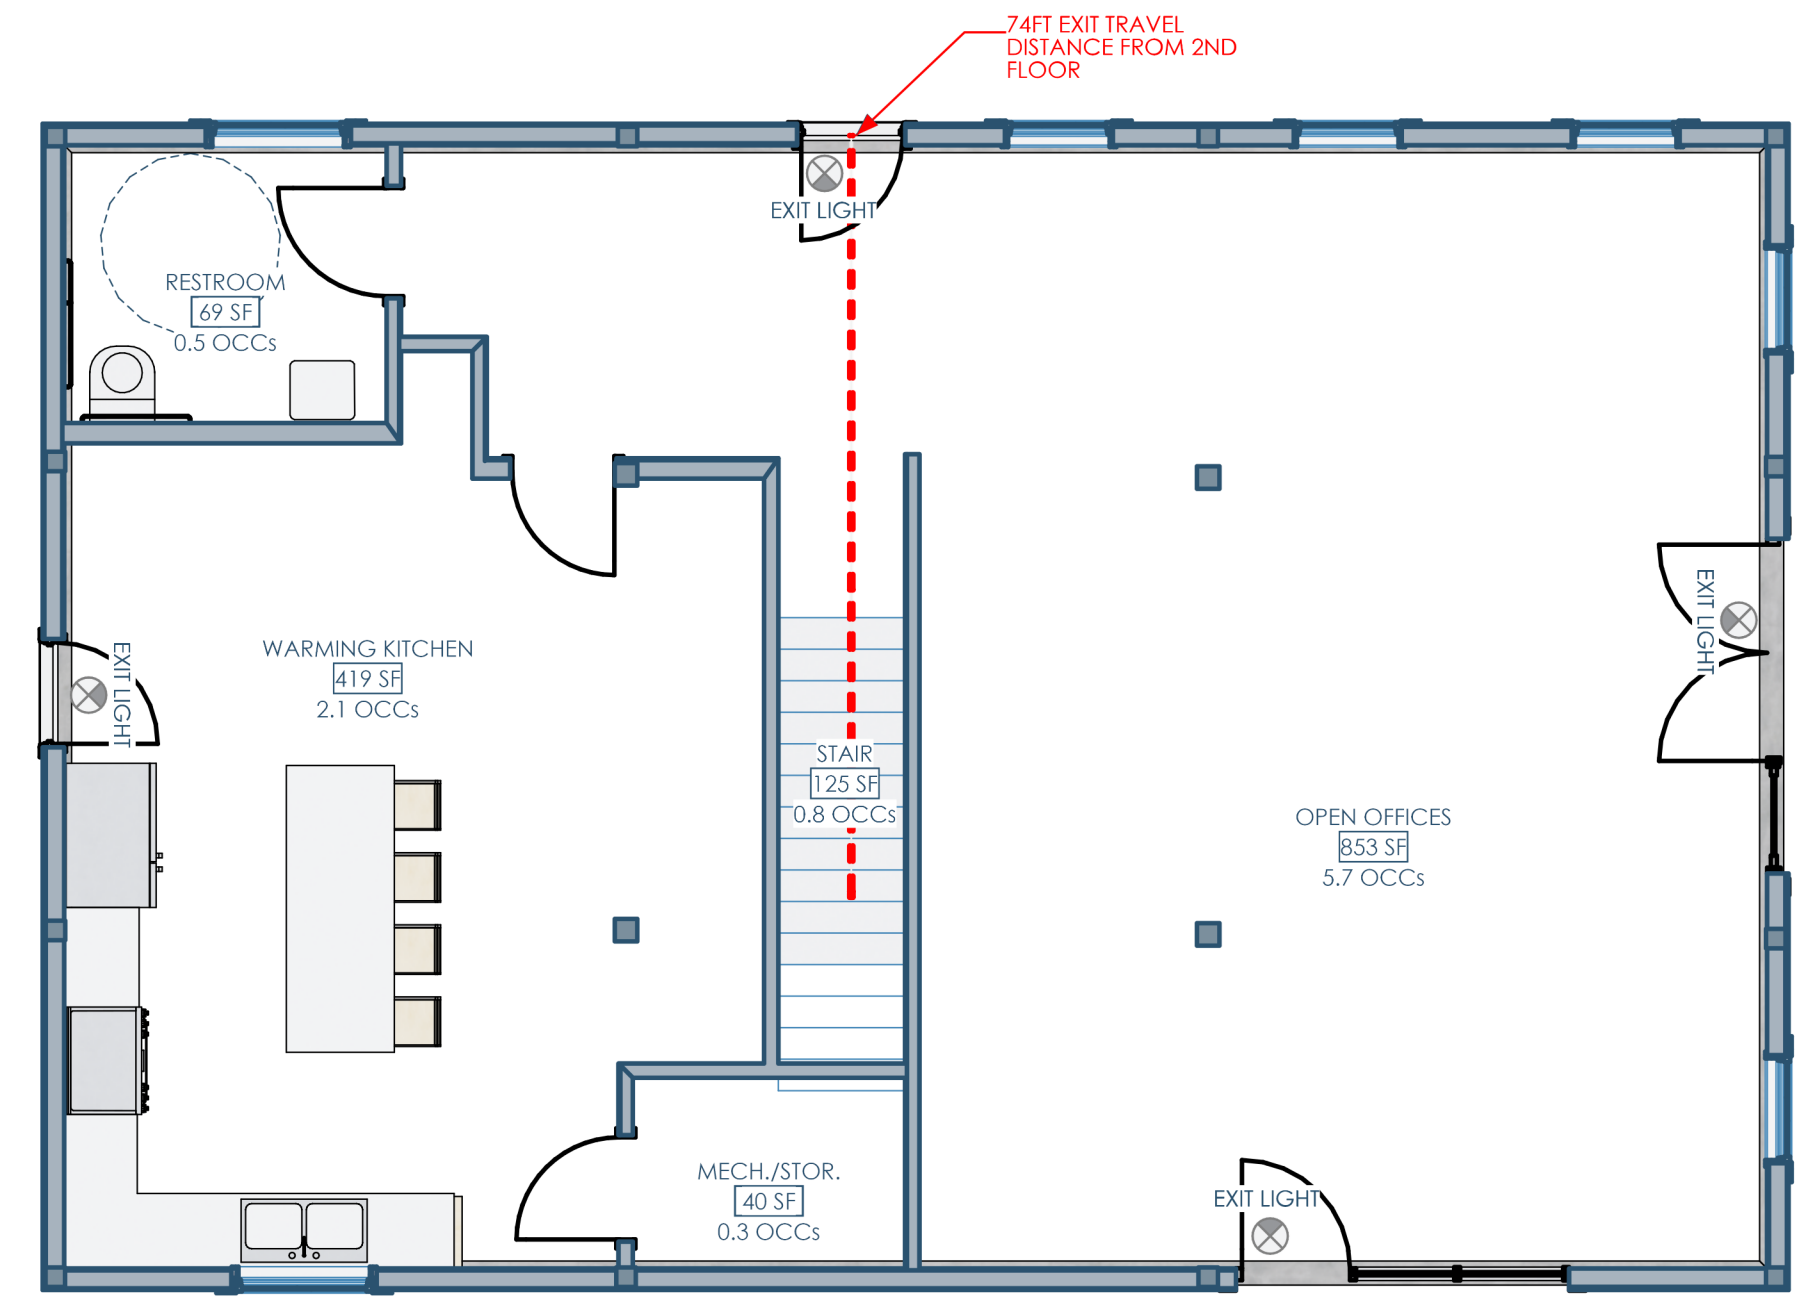 74FT EXIT TRAVEL
DISTANCE FROM 2ND
FLOOR
EXIT LIGHT
RESTROOM
69 SF
0.5 OCCs
EXIT LIGHT
WARMING KITCHEN
419 SF
2.1 OCCs
EXIT LIGHT
STAIR
125 SF
0.8 OCCs
OPEN OFFICES
853 SF
5.7 OCCs
MECH./STOR.
40 SF
0.3 OCCs
EXIT LIGHT